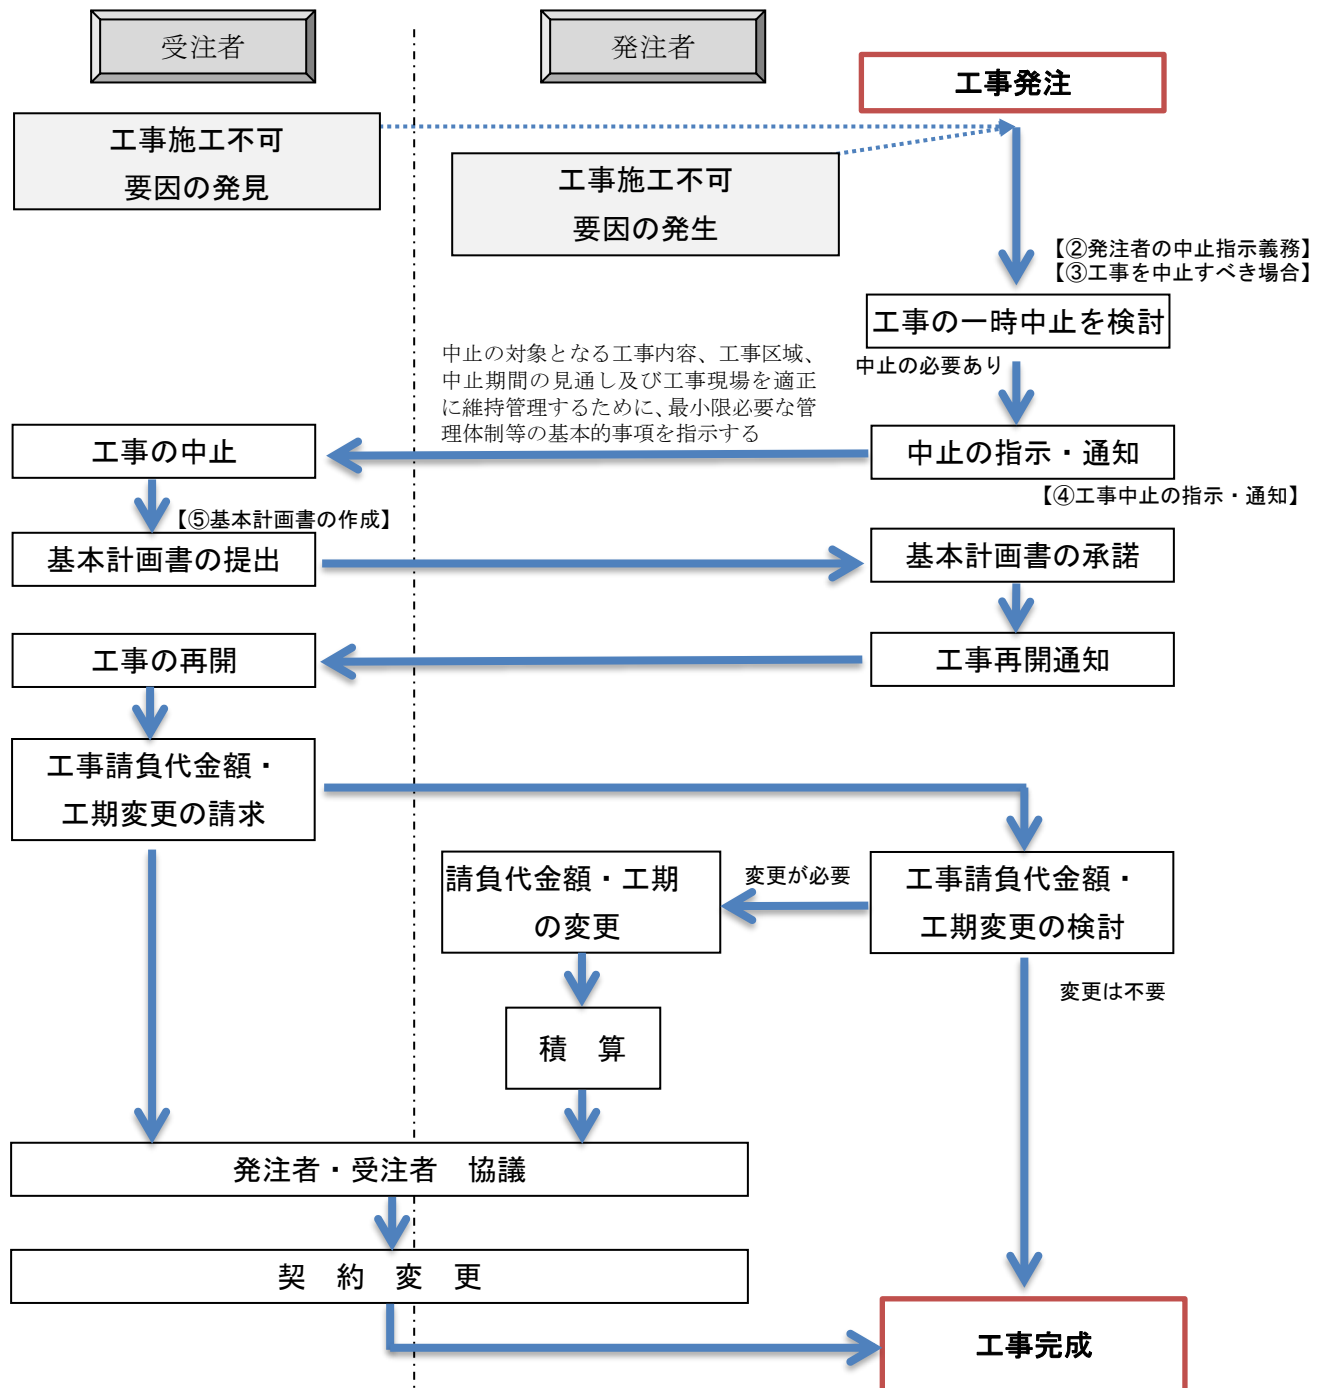 受注者
発注者
工事発注
工事施工不可
要因の発見
工事施工不可
要因の発生
【②発注者の中止指示義務】
【③工事を中止すべき場合】
工事の一時中止を検討
中止の必要あり
中止の対象となる工事内容、工事区域、
中止期間の見通し及び工事現場を適正
に維持管理するために、最小限必要な管
理体制等の基本的事項を指示する
工事の中止
中止の指示・通知
【④工事中止の指示・通知】
【⑤基本計画書の作成】
基本計画書の提出
基本計画書の承諾
工事の再開
工事再開通知
工事請負代金額・
工期変更の請求
請負代金額・工期
の変更
変更が必要
工事請負代金額・
工期変更の検討
変更は不要
積　算
発注者・受注者　協議
契　約　変　更
工事完成